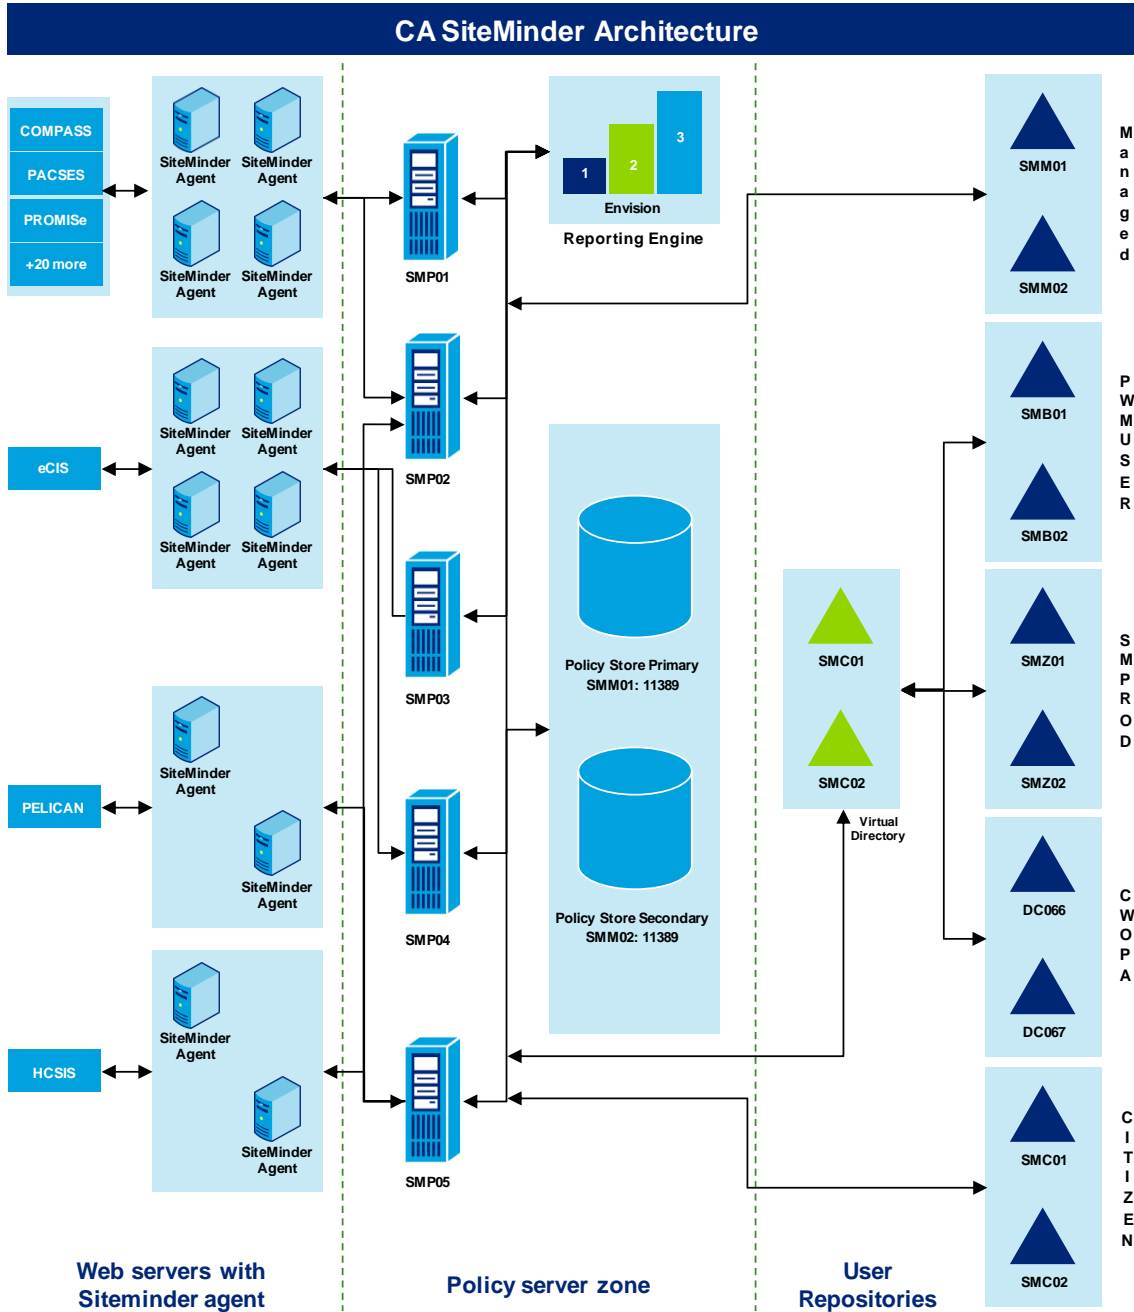 CA SiteMinder Architecture
COMPASS
PACSES
PROMISe
+20 more
SiteMinder
Agent
SiteMinder
Agent
SiteMinder
Agent
SiteMinder
Agent
eCIS
SiteMinder
Agent
SiteMinder
Agent
SiteMinder
Agent
SiteMinder
Agent
PELICAN
SiteMinder
Agent
SiteMinder
Agent
HCSIS
SiteMinder
Agent
SiteMinder
Agent
Web servers with
Siteminder agent
SMP01
SMP02
SMP03
SMP04
SMP05
1
2
3
Envision
Reporting Engine
Policy Store Primary
SMM01: 11389
Policy Store Secondary
SMM02: 11389
Policy server zone
SMC01
SMC02
Virtual
Directory
SMM01
SMM02
Managed
SMB01
SMB02
PWMUSER
SMZ01
SMZ02
SMPROD
DC066
DC067
CWOPA
SMC01
SMC02
CITIZEN
User
Repositories